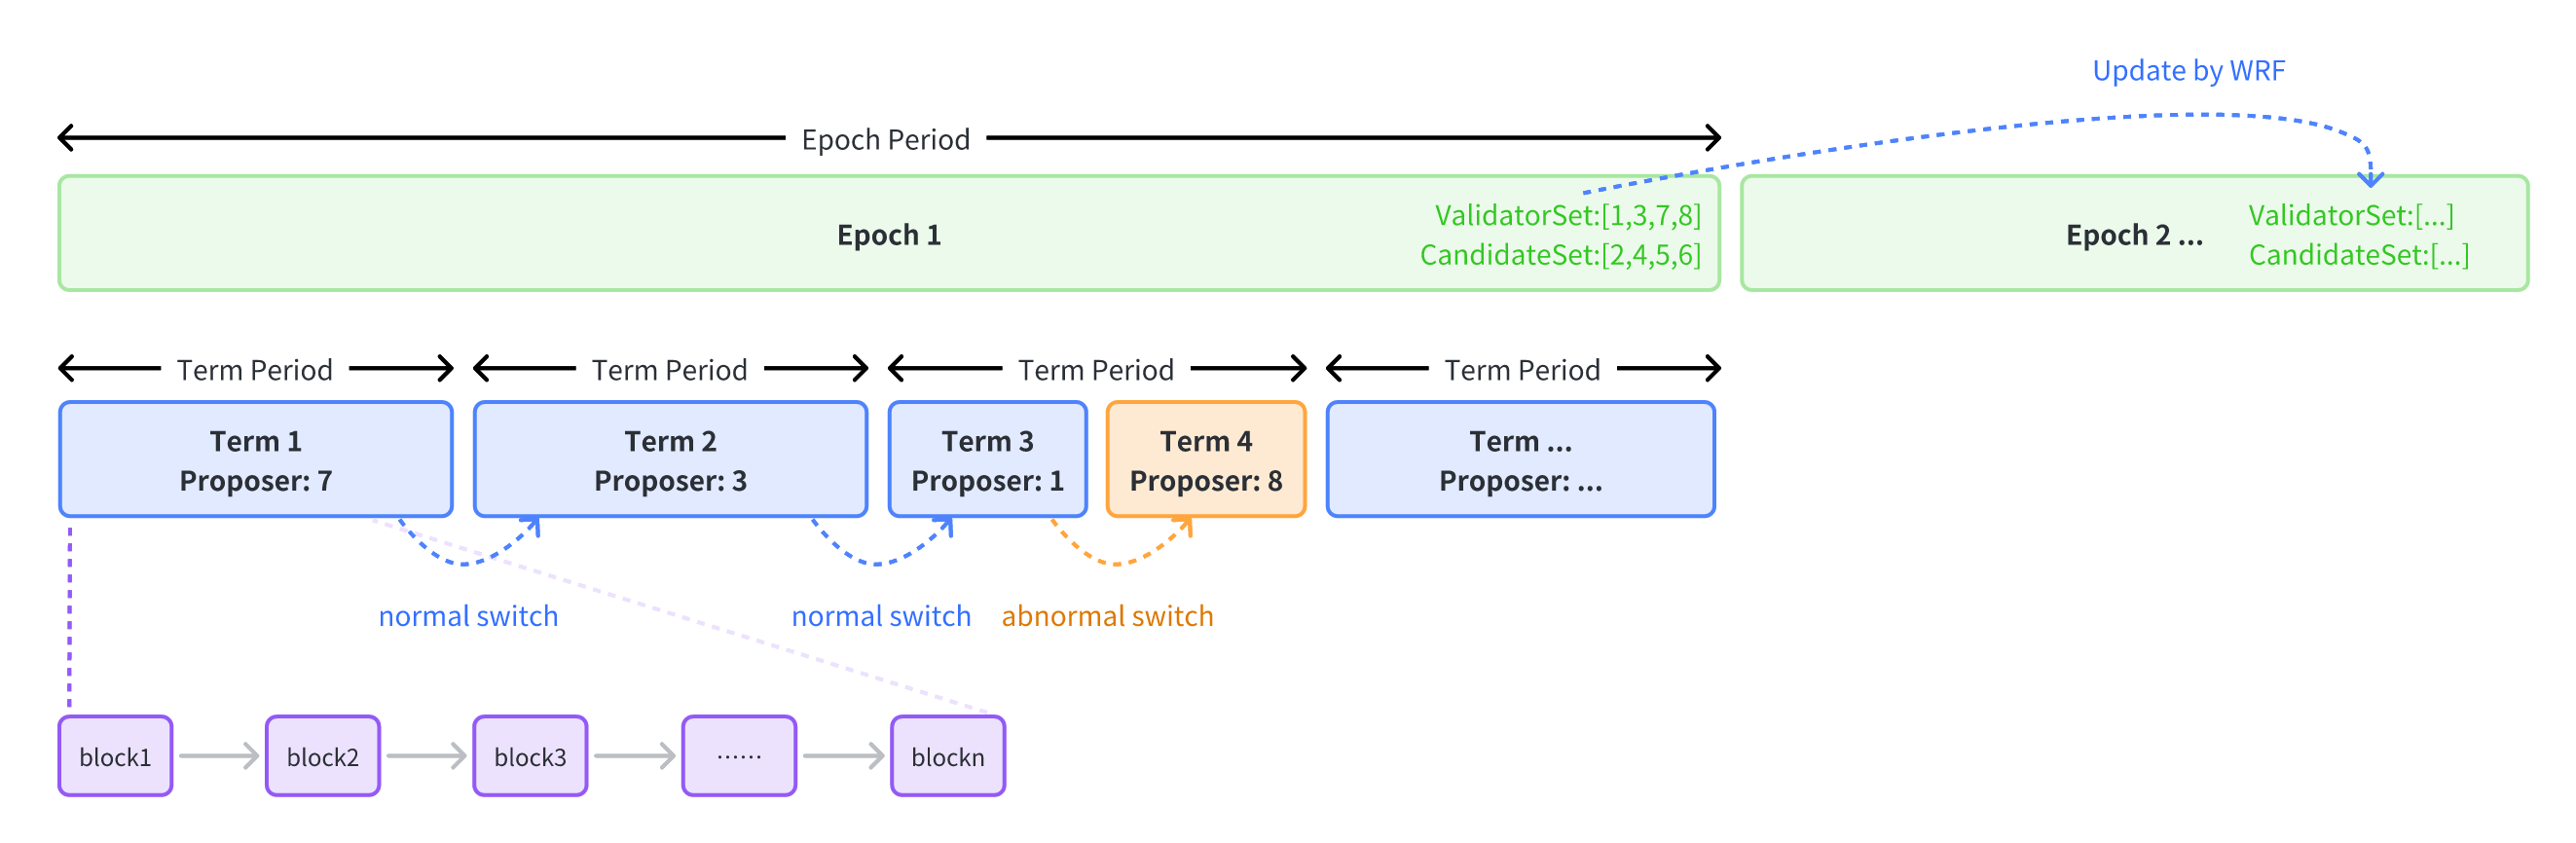 Update by WRF
Epoch Period
Epoch 1
ValidatorSet:[1,3,7,8]
CandidateSet:[2,4,5,6]
Epoch 2 ...
ValidatorSet:[...]
CandidateSet:[...]
Term Period
Term Period
Term Period
Term Period
Term 1
Proposer: 7
Term 2
Proposer: 3
Term 3
Proposer: 1
Term 4
Proposer: 8
Term ...
Proposer: ...
normal switch
normal switch
abnormal switch
block1
block2
block3
······
blockn